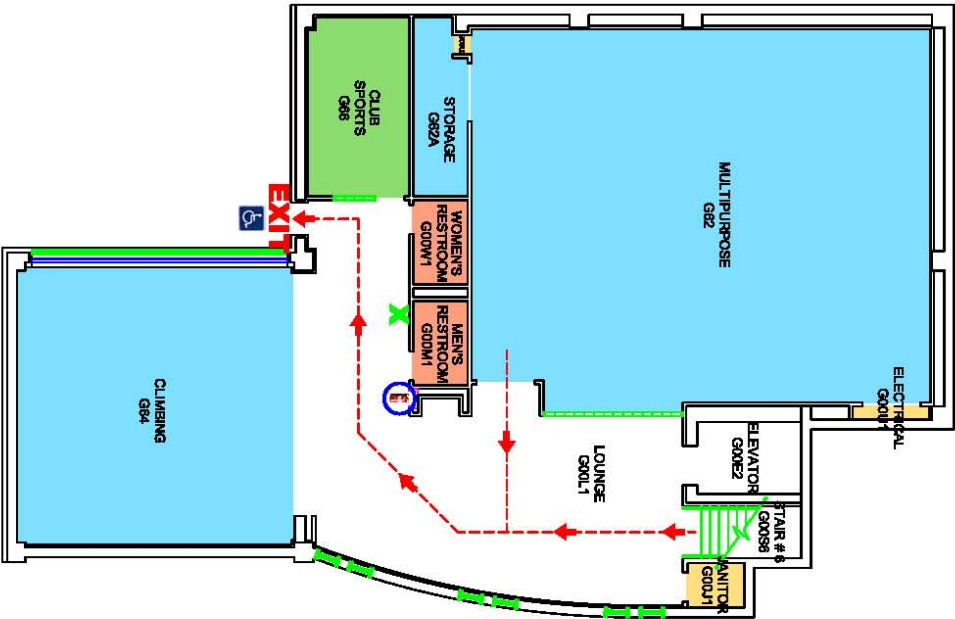 CLUB
SPORTS
G66
STORAGE
G62A
MULTIPURPOSE
G62
WOMEN'S
RESTROOM
G00W1
MEN'S
RESTROOM
G00M1
ELECTRICAL
G00U1
ELEVATOR
G00E2
STAIR # 6
G00S6
JANITOR
G00J1
LOUNGE
G00L1
EXIT
X
CLIMBING
G64